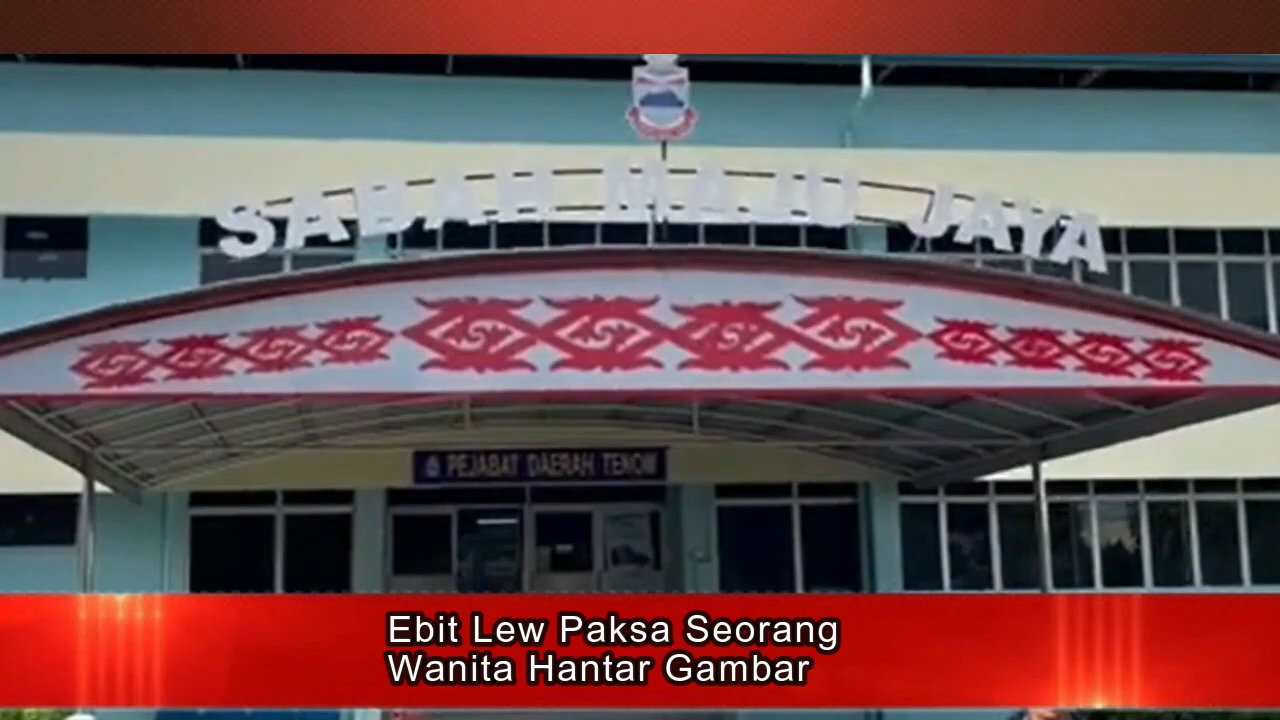 SABAH MAJU JAYA
PEJABAT DAERAH TENOM
Ebit Lew Paksa Seorang
Wanita Hantar Gambar